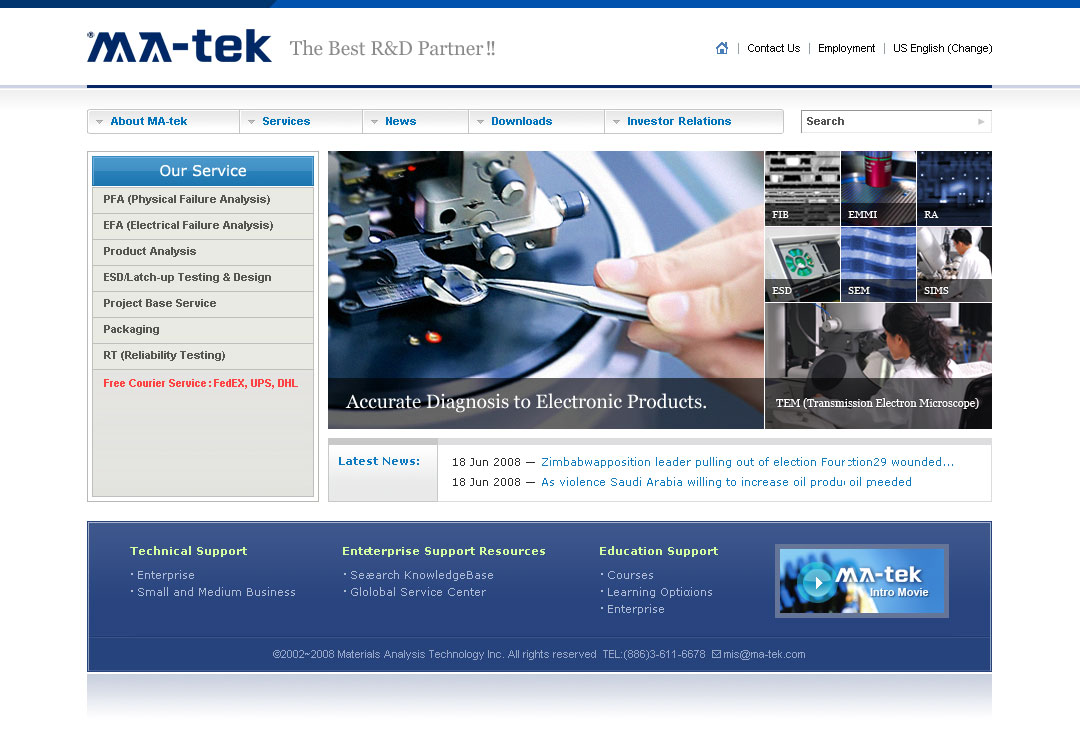 MA-tek The Best R&D Partner!!
Contact Us | Employment | US English (Change)
About MA-tek Services News Downloads Investor Relations Search
Our Service
PFA (Physical Failure Analysis)
EFA (Electrical Failure Analysis)
Product Analysis
ESD/Latch-up Testing & Design
Project Base Service
Packaging
RT (Reliability Testing)
Free Courier Service : FedEX, UPS, DHL
Accurate Diagnosis to Electronic Products.
FIB EMMI RA
ESD SEM SIMS
TEM (Transmission Electron Microscope)
Latest News:
18 Jun 2008 — Zimbabwapposition leader pulling out of election Fourction29 wounded...
18 Jun 2008 — As violence Saudi Arabia willing to increase oil produ oil pmeeded
Technical Support
· Enterprise
· Small and Medium Business
Enteterprise Support Resources
· Seæarch KnowledgeBase
· Glolobal Service Center
Education Support
· Courses
· Learning Optiαions
· Enterprise
MA-tek
Intro Movie
©2002~2008 Materials Analysis Technology Inc. All rights reserved TEL:(886)3-611-6678 mis@ma-tek.com